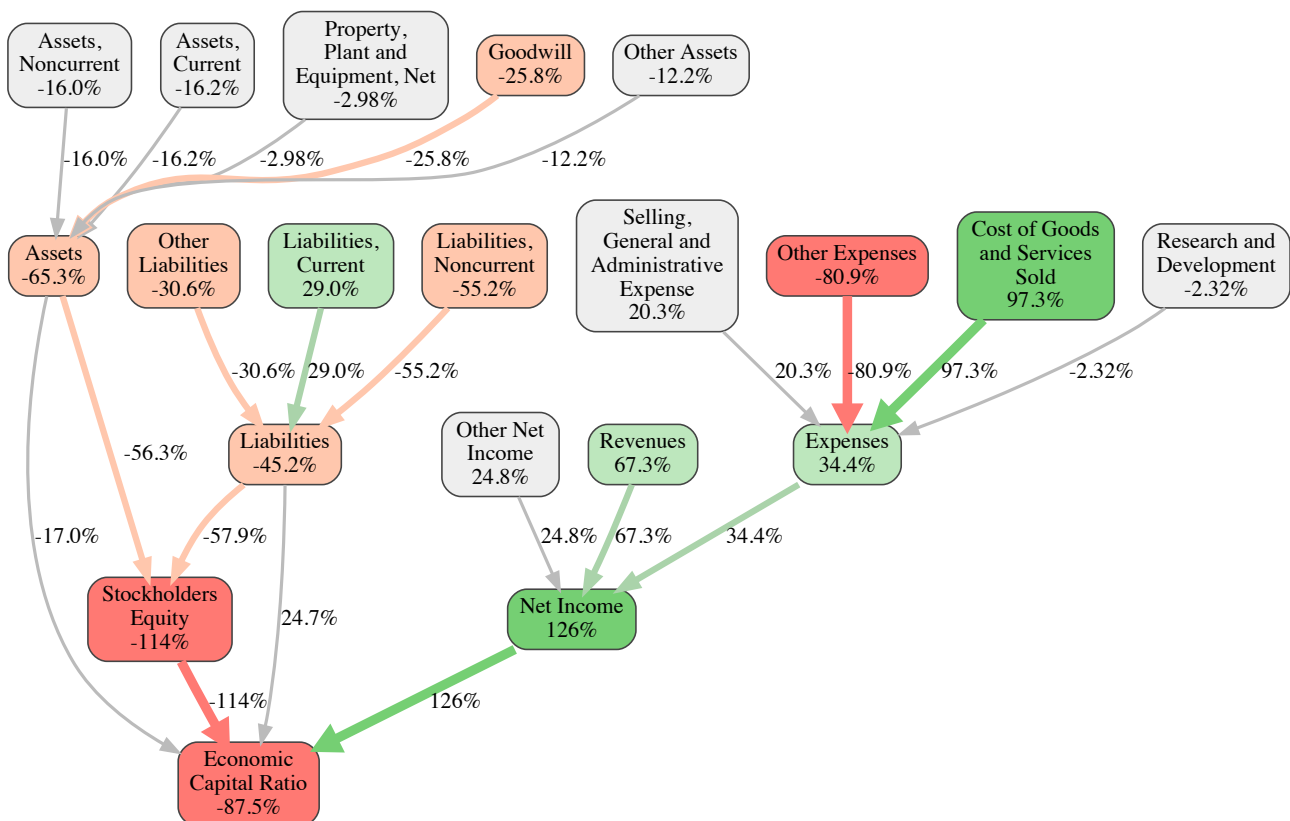 Assets,
Noncurrent
-16.0%
Assets,
Current
-16.2%
Property,
Plant and
Equipment, Net
-2.98%
Goodwill
-25.8%
Other Assets
-12.2%
-16.0%
-16.2%
-2.98%
-25.8%
-12.2%
Assets
-65.3%
Other
Liabilities
-30.6%
Liabilities,
Current
29.0%
Liabilities,
Noncurrent
-55.2%
Selling,
General and
Administrative
Expense
20.3%
Other Expenses
-80.9%
Cost of Goods
and Services
Sold
97.3%
Research and
Development
-2.32%
-30.6%
29.0%
-55.2%
20.3%
-80.9%
97.3%
-2.32%
-56.3%
Liabilities
-45.2%
Other Net
Income
24.8%
Revenues
67.3%
Expenses
34.4%
-17.0%
-57.9%
24.8%
67.3%
34.4%
Stockholders
Equity
-114%
24.7%
Net Income
126%
-114%
126%
Economic
Capital Ratio
-87.5%